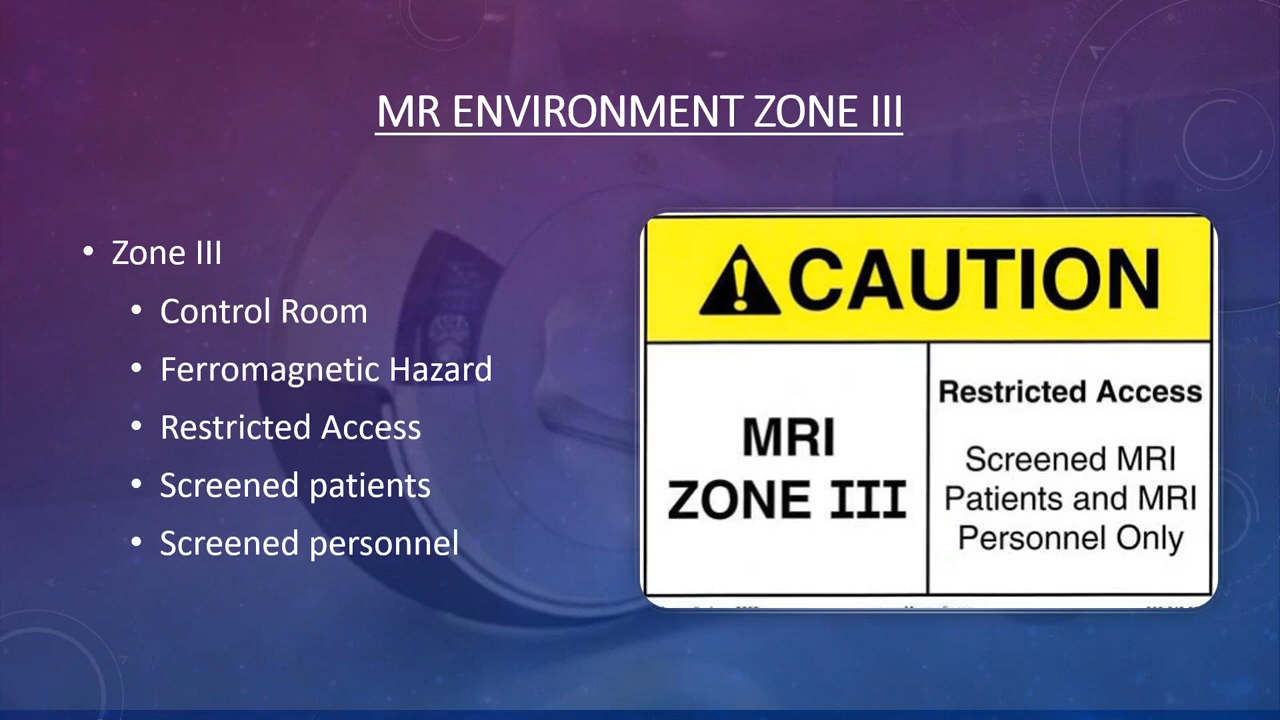 MR ENVIRONMENT ZONE III
• Zone III
• Control Room
• Ferromagnetic Hazard
• Restricted Access
• Screened patients
• Screened personnel
CAUTION
MRI
ZONE III
Restricted Access
Screened MRI
Patients and MRI
Personnel Only